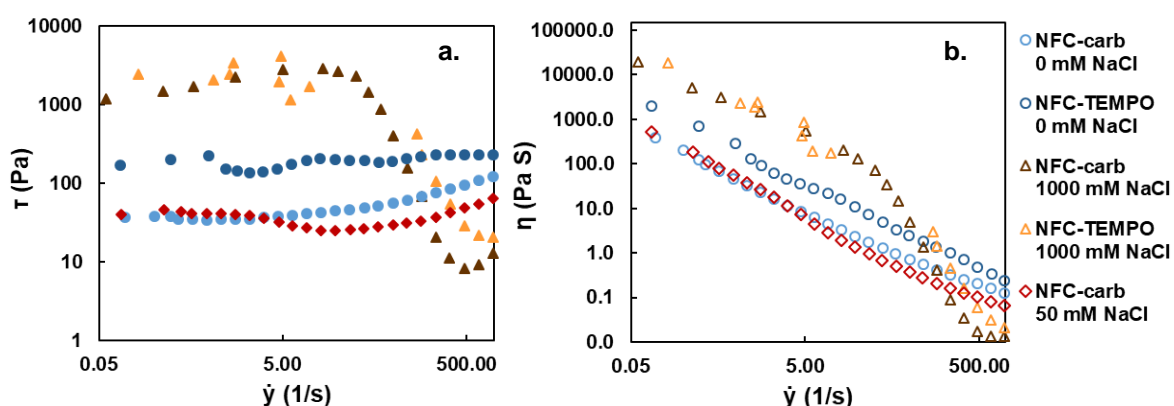 10000
1000
100
10
1
τ (Pa)
a.
0.05
5.00
500.00
ẏ (1/s)
100000.0
10000.0
1000.0
100.0
10.0
1.0
0.1
0.0
η (Pa S)
b.
0.05
5.00
500.00
ẏ (1/s)
NFC-carb
0 mM NaCl
NFC-TEMPO
0 mM NaCl
NFC-carb
1000 mM NaCl
NFC-TEMPO
1000 mM NaCl
NFC-carb
50 mM NaCl